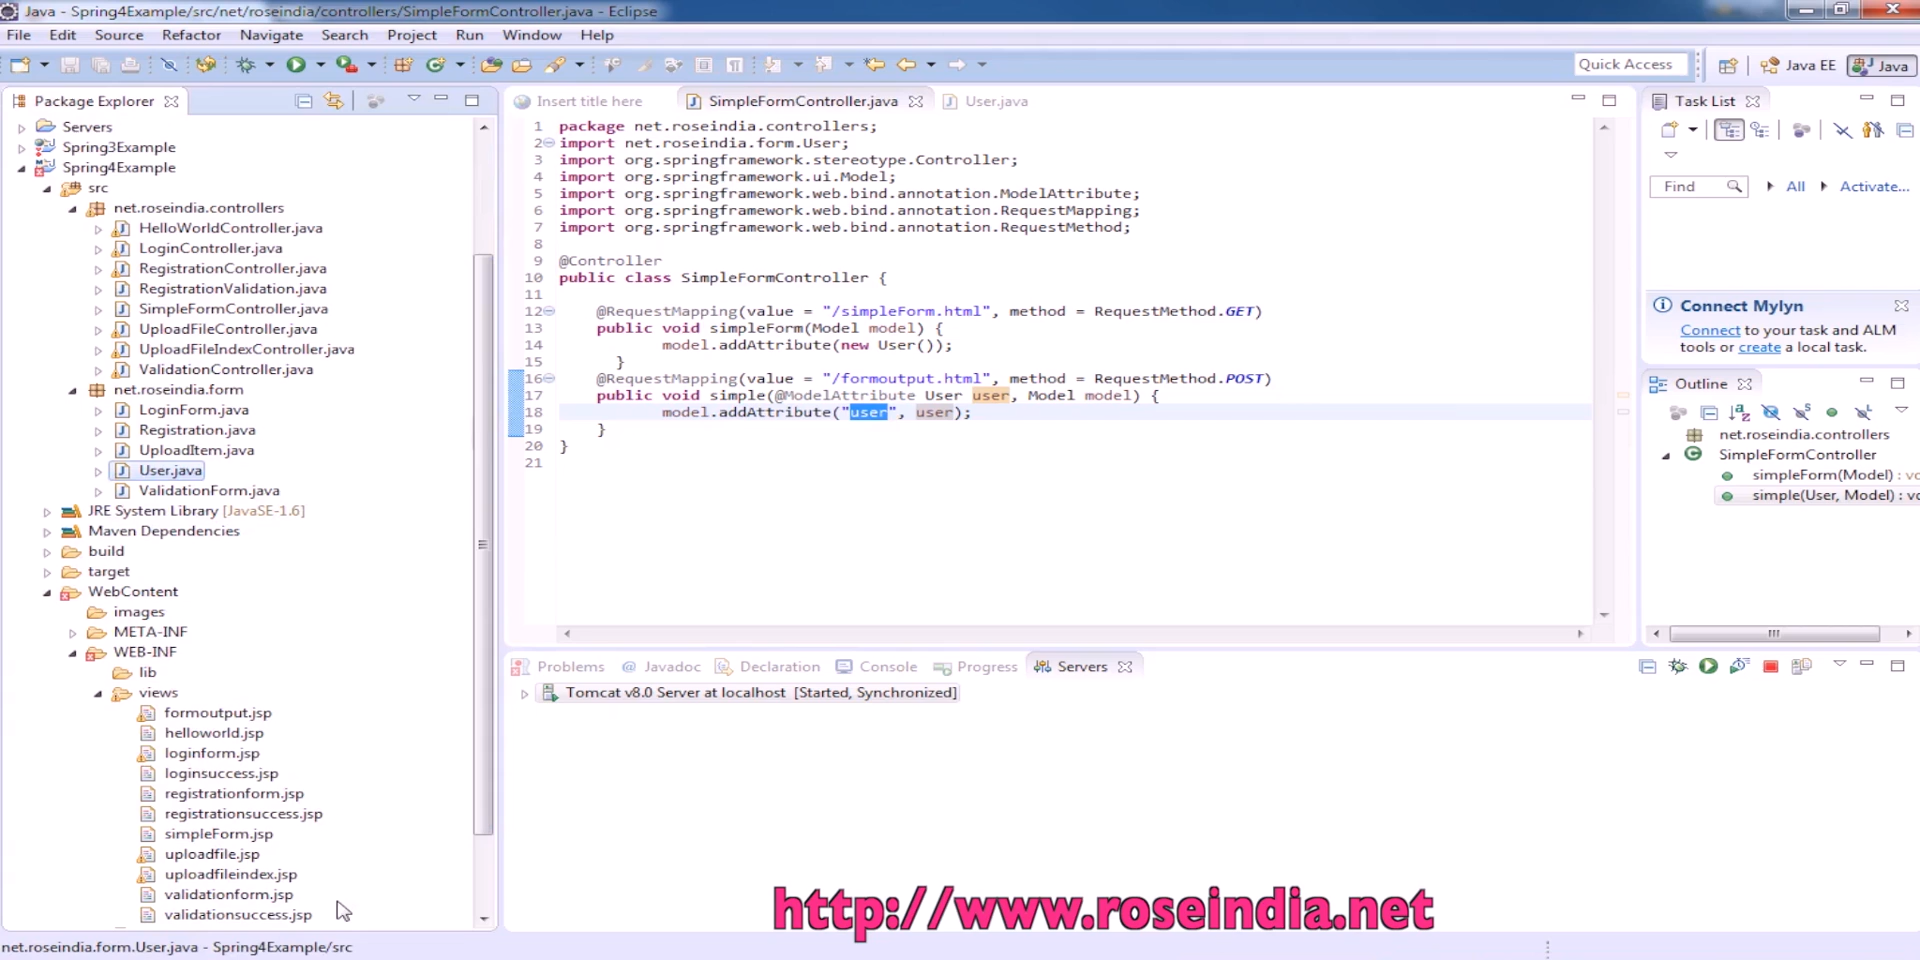 Java - Spring4Example/src/net/roseindia/controllers/SimpleFormController.java - Eclipse
File Edit Source Refactor Navigate Search Project Run Window Help
Quick Access
Java EE
Java
Package Explorer
Servers
Spring3Example
Spring4Example
src
net.roseindia.controllers
HelloWorldController.java
LoginController.java
RegistrationController.java
RegistrationValidation.java
SimpleFormController.java
UploadFileController.java
UploadFileIndexController.java
ValidationController.java
net.roseindia.form
LoginForm.java
Registration.java
UploadItem.java
User.java
ValidationForm.java
JRE System Library [JavaSE-1.6]
Maven Dependencies
build
target
WebContent
images
META-INF
WEB-INF
lib
views
formoutput.jsp
helloworld.jsp
loginform.jsp
loginsuccess.jsp
registrationform.jsp
registrationsuccess.jsp
simpleForm.jsp
uploadfile.jsp
uploadfileindex.jsp
validationform.jsp
validationsuccess.jsp
Insert title here SimpleFormController.java User.java
1 package net.roseindia.controllers;
2 import net.roseindia.form.User;
3 import org.springframework.stereotype.Controller;
4 import org.springframework.ui.Model;
5 import org.springframework.web.bind.annotation.ModelAttribute;
6 import org.springframework.web.bind.annotation.RequestMapping;
7 import org.springframework.web.bind.annotation.RequestMethod;
8
9 @Controller
10 public class SimpleFormController {
11
12 @RequestMapping(value = "/simpleForm.html", method = RequestMethod.GET)
13 public void simpleForm(Model model) {
14 model.addAttribute(new User());
15 }
16 @RequestMapping(value = "/formoutput.html", method = RequestMethod.POST)
17 public void simple(@ModelAttribute User user, Model model) {
18 model.addAttribute("user", user);
19 }
20 }
21
Problems @ Javadoc Declaration Console Progress Servers
Tomcat v8.0 Server at localhost [Started, Synchronized]
Task List
Find All Activate...
Connect Mylyn
Connect to your task and ALM
tools or create a local task.
Outline
net.roseindia.controllers
SimpleFormController
simpleForm(Model) : vo
simple(User, Model) : vo
http://www.roseindia.net
net.roseindia.form.User.java - Spring4Example/src